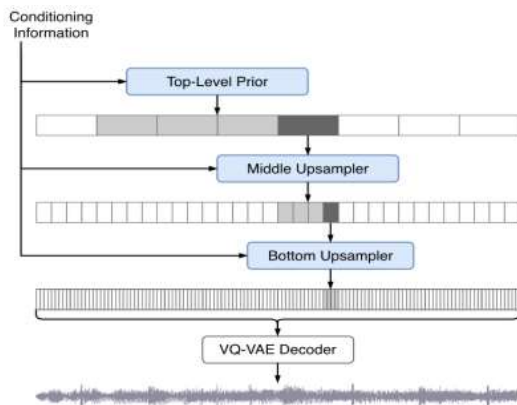 Conditioning
Information
Top-Level Prior
Middle Upsampler
Bottom Upsampler
VQ-VAE Decoder